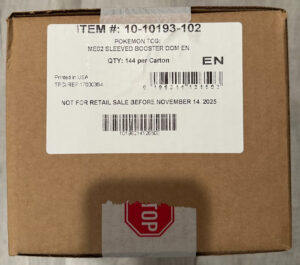 ITEM #: 10-10193-102
POKEMON TCG:
ME02 SLEEVED BOOSTER DOM EN
QTY: 144 per Carton
EN
Printed in USA
NOT FOR RETAIL SALE BEFORE NOVEMBER 14, 2025
STOP